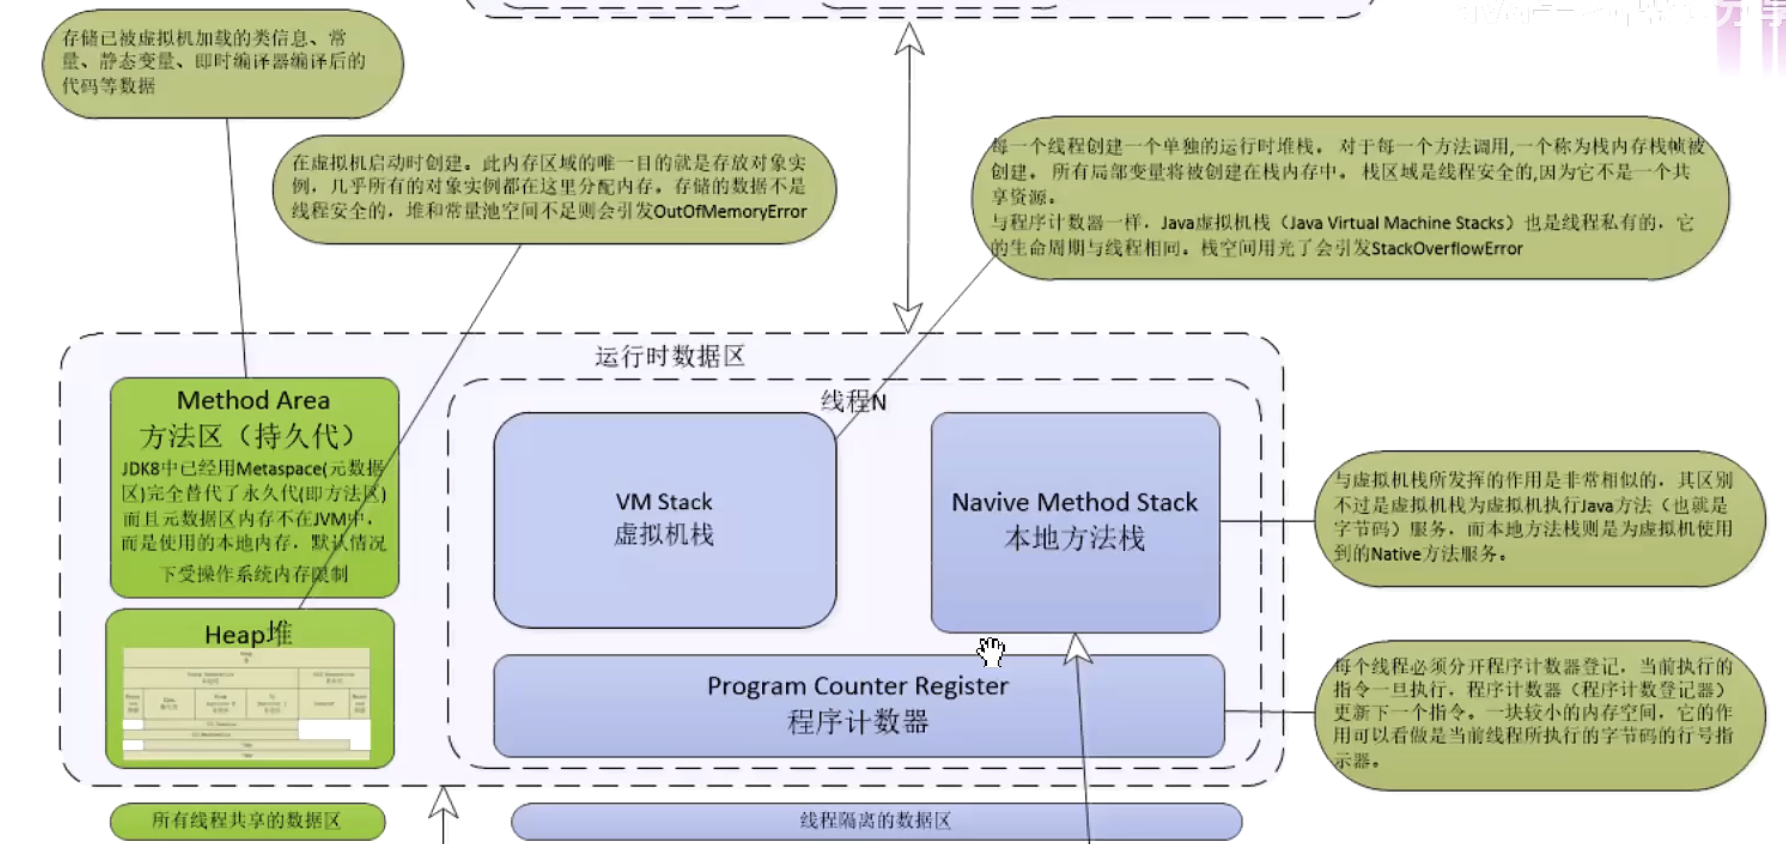 分享
存储已被虚拟机加载的类信息、常
量、静态变量、即时编译器编译后的
代码等数据
在虚拟机启动时创建。此内存区域的唯一目的就是存放对象实
例，几乎所有的对象实例都在这里分配内存。存储的数据不是
线程安全的，堆和常量池空间不足则会引发OutOfMemoryError
每一个线程创建一个单独的运行时堆栈， 对于每一个方法调用,一个称为栈内存栈帧被
创建， 所有局部变量将被创建在栈内存中。 栈区域是线程安全的,因为它不是一个共
享资源。
与程序计数器一样，Java虚拟机栈（Java Virtual Machine Stacks）也是线程私有的，它
的生命周期与线程相同。栈空间用光了会引发StackOverflowError
运行时数据区
线程N
Method Area
方法区（持久代）
JDK8中已经用Metaspace(元数据
区)完全替代了永久代(即方法区)
而且元数据区内存不在JVM中，
而是使用的本地内存，默认情况
下受操作系统内存限制
Heap堆
VM Stack
虚拟机栈
Navive Method Stack
本地方法栈
Program Counter Register
程序计数器
与虚拟机栈所发挥的作用是非常相似的，其区别
不过是虚拟机栈为虚拟机执行Java方法（也就是
字节码）服务，而本地方法栈则是为虚拟机使用
到的Native方法服务。
每个线程必须分开程序计数器登记，当前执行的
指令一旦执行，程序计数器（程序计数登记器）
更新下一个指令。一块较小的内存空间，它的作
用可以看做是当前线程所执行的字节码的行号指
示器。
所有线程共享的数据区
线程隔离的数据区